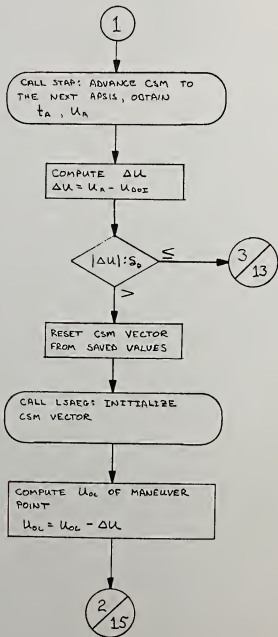 1
CALL STAP: ADVANCE CSM TO
THE NEXT APSIS, OBTAIN
tA, UA
COMPUTE ΔU
ΔU = UA - UDOI
|ΔU|:δ0
≤
3/13
>
RESET CSM VECTOR
FROM SAVED VALUES
CALL LSAEG: INITIALIZE
CSM VECTOR
COMPUTE UOL OF MANEUVER
POINT
UOL = UOL - ΔU
2/15